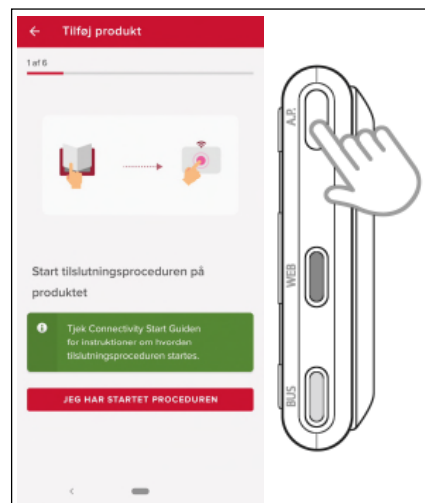 Tilføj produkt
1 af 6
Start tilslutningsproceduren på
produktet
Tjek Connectivity Start Guiden
for instruktioner om hvordan
tilslutningsproceduren startes.
JEG HAR STARTET PROCEDUREN
A.P.
WEB
BUS